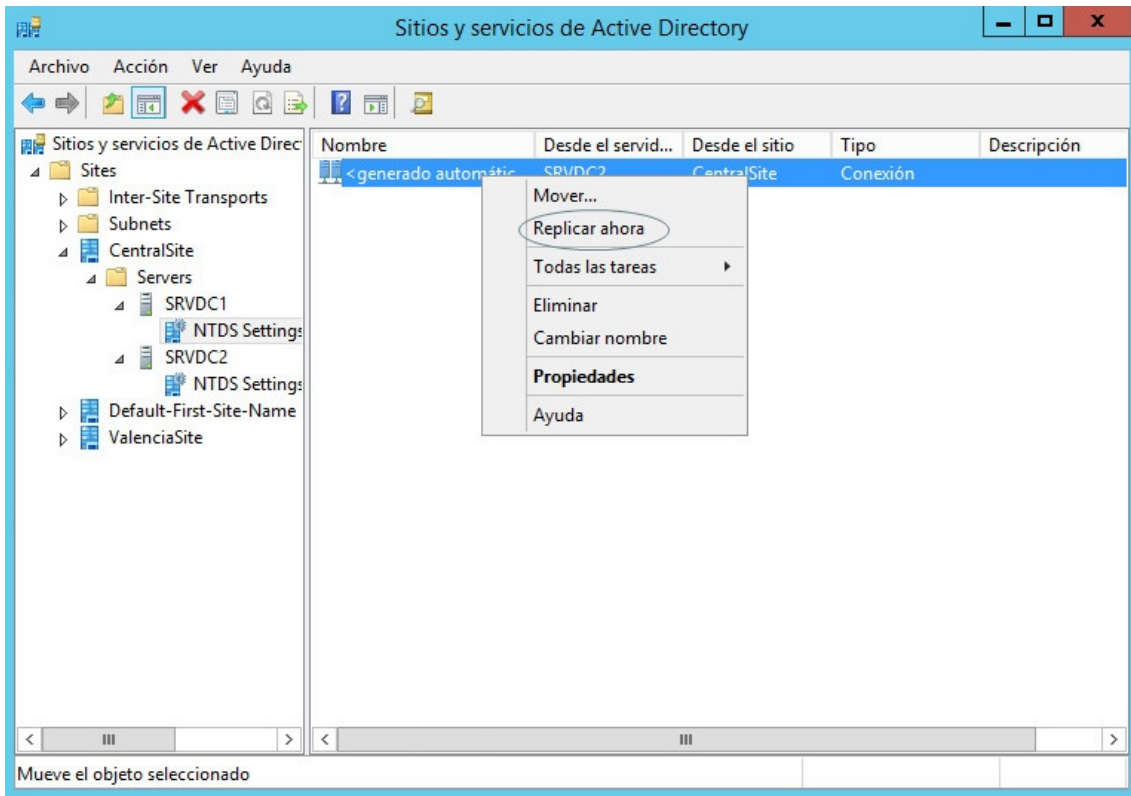 Sitios y servicios de Active Directory
Archivo Acción Ver Ayuda
Sitios y servicios de Active Direc
Sites
Inter-Site Transports
Subnets
CentralSite
Servers
SRVDC1
NTDS Settings
SRVDC2
NTDS Settings
Default-First-Site-Name
ValenciaSite
Nombre Desde el servid... Desde el sitio Tipo Descripción
<generado automátic SRVDC2 CentralSite Conexión
Mover...
Replicar ahora
Todas las tareas
Eliminar
Cambiar nombre
Propiedades
Ayuda
Mueve el objeto seleccionado